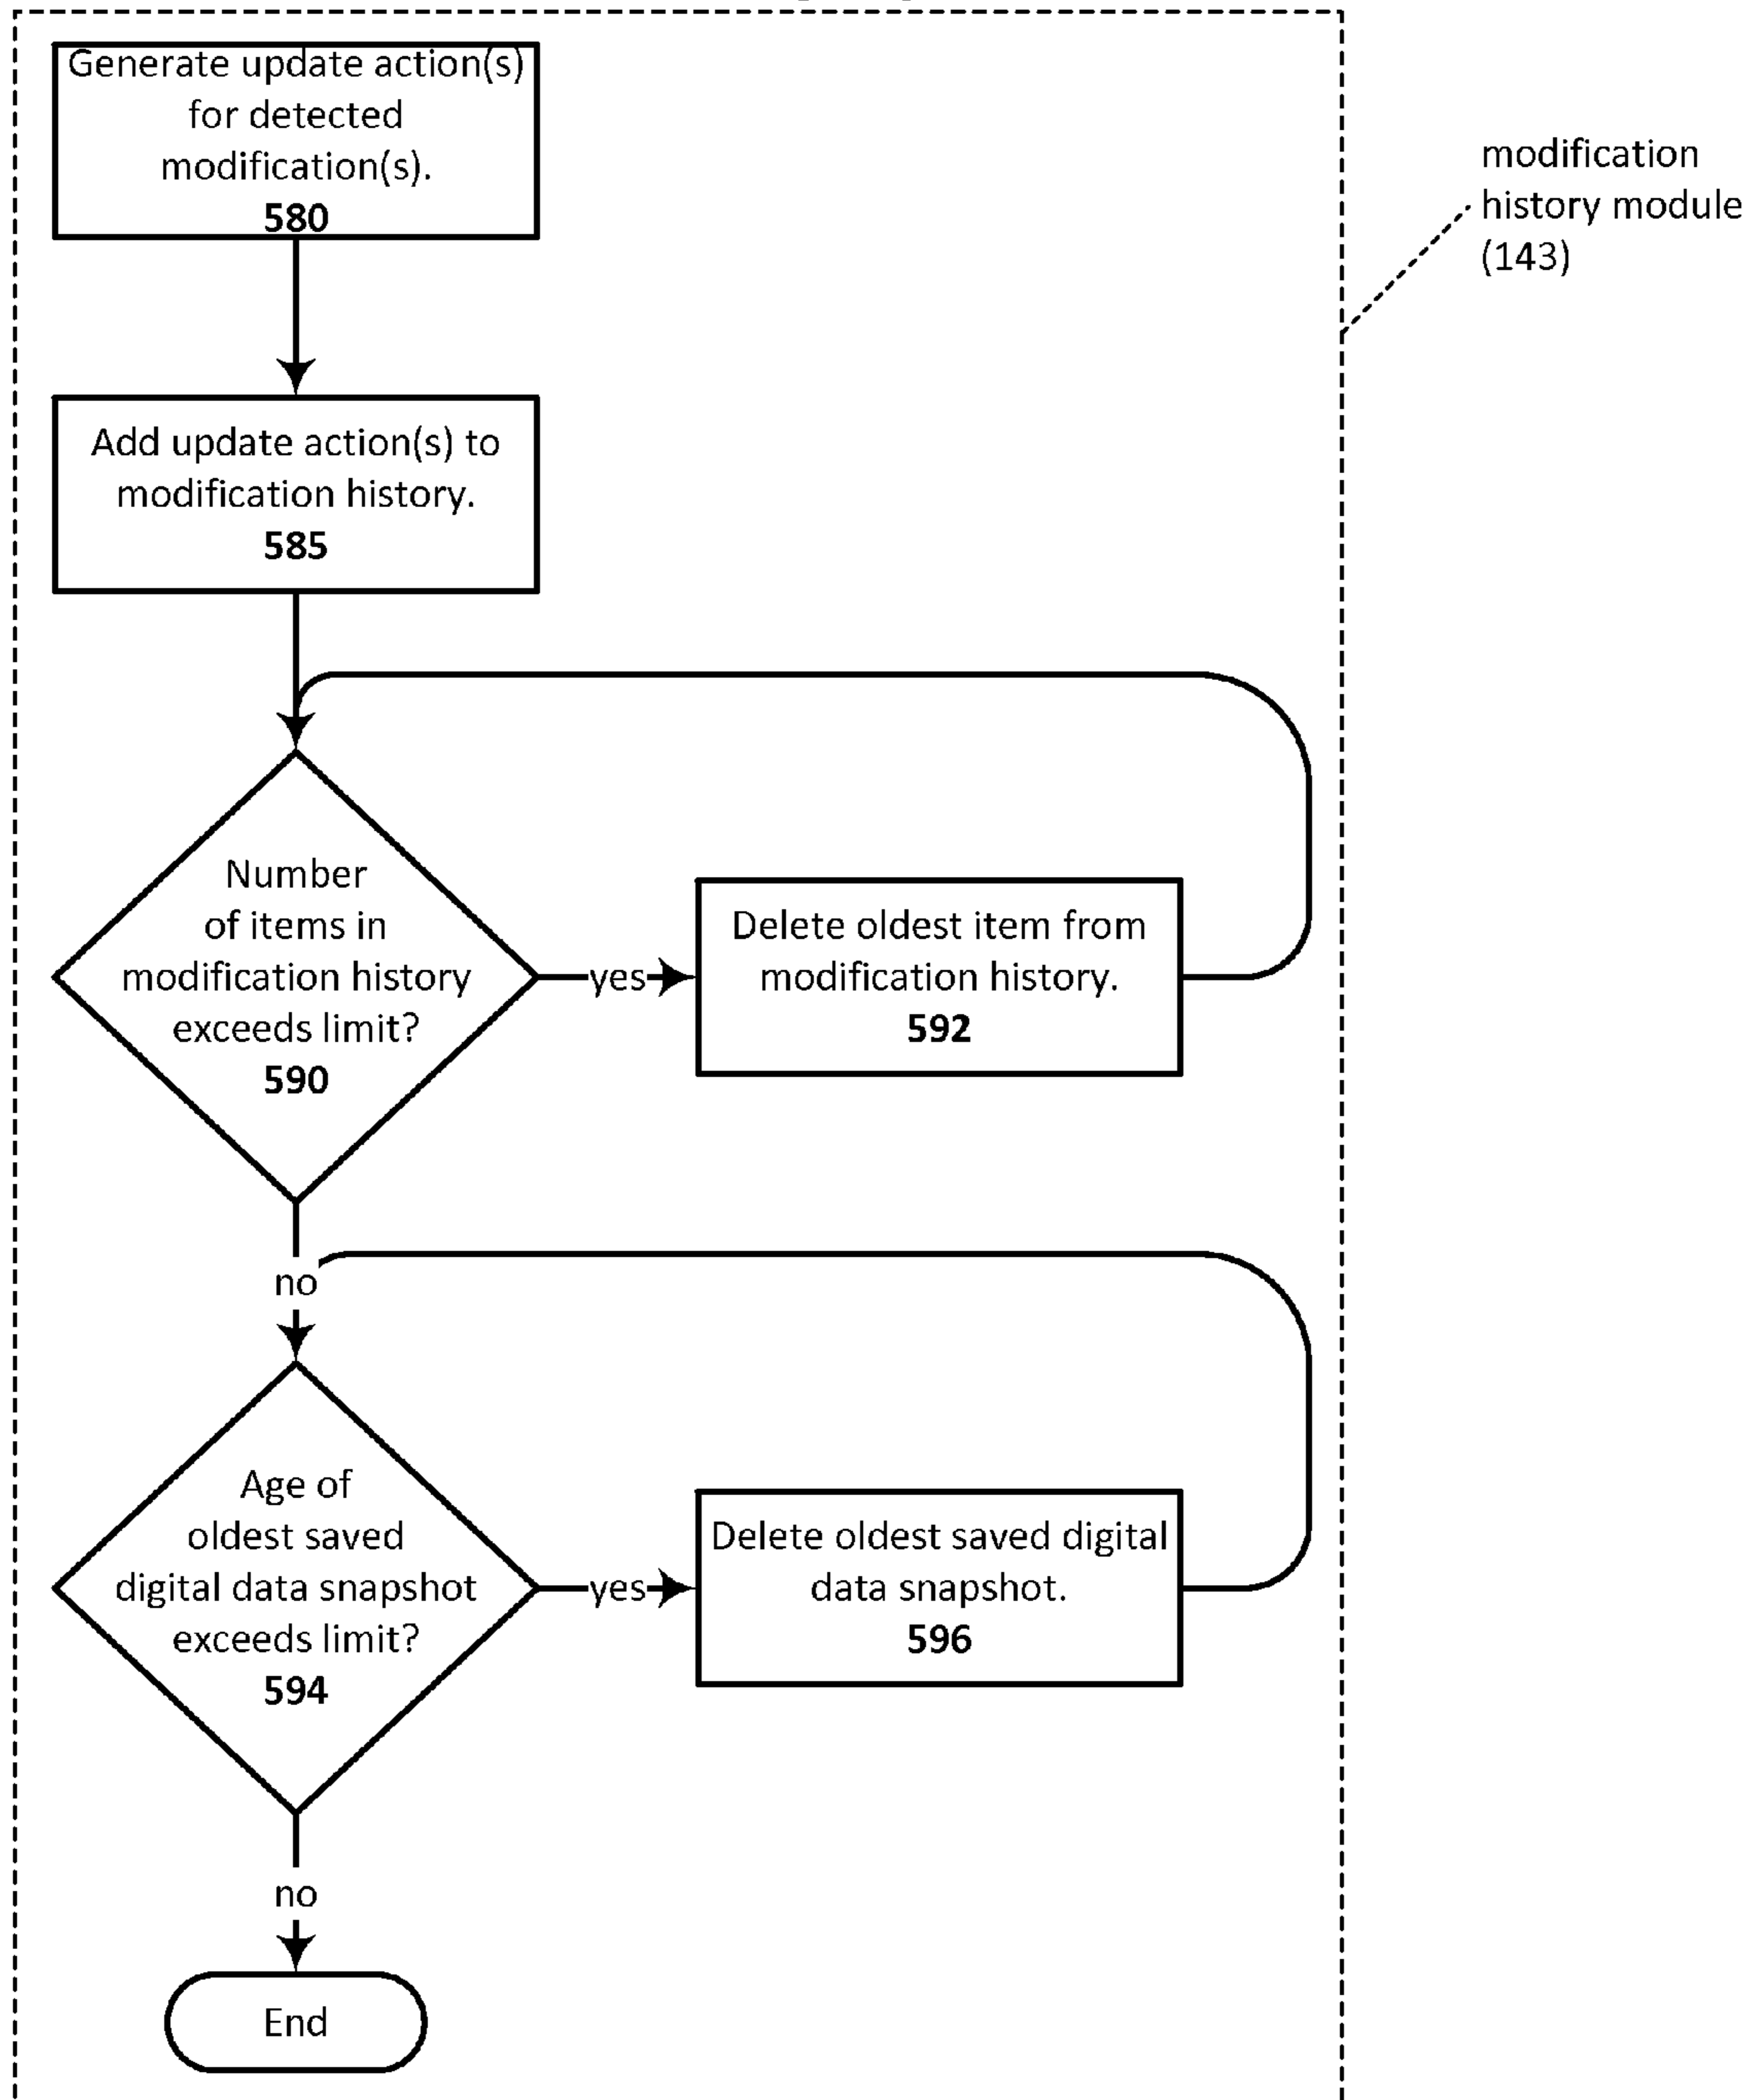 Generate update action(s)
for detected
modification(s).
580
modification
history module
(143)
Add update action(s) to
modification history.
585
Number
of items in
modification history
exceeds limit?
590
yes
Delete oldest item from
modification history.
592
no
Age of
oldest saved
digital data snapshot
exceeds limit?
594
yes
Delete oldest saved digital
data snapshot.
596
no
End